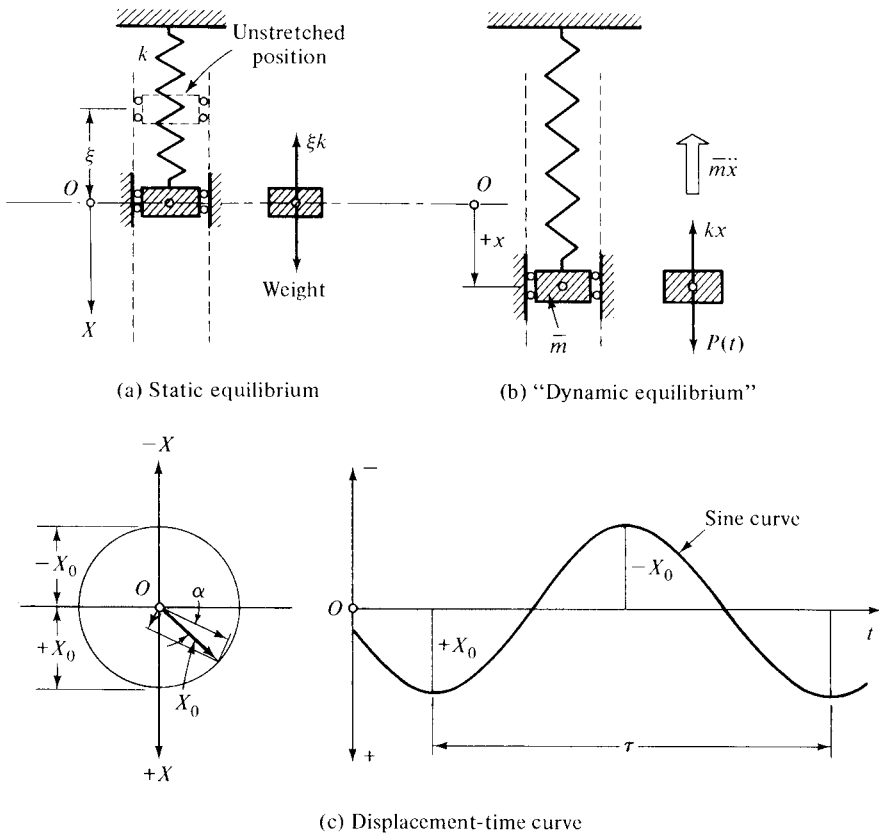 k
Unstretched
position
ξ
ξk
O
Weight
X
(a) Static equilibrium
O
+x
m̅ẍ
kx
m̅
P(t)
(b) “Dynamic equilibrium”
−X
−X₀
O
α
+X₀
X₀
+X
−
Sine curve
−X₀
O
+X₀
t
τ
+
(c) Displacement-time curve